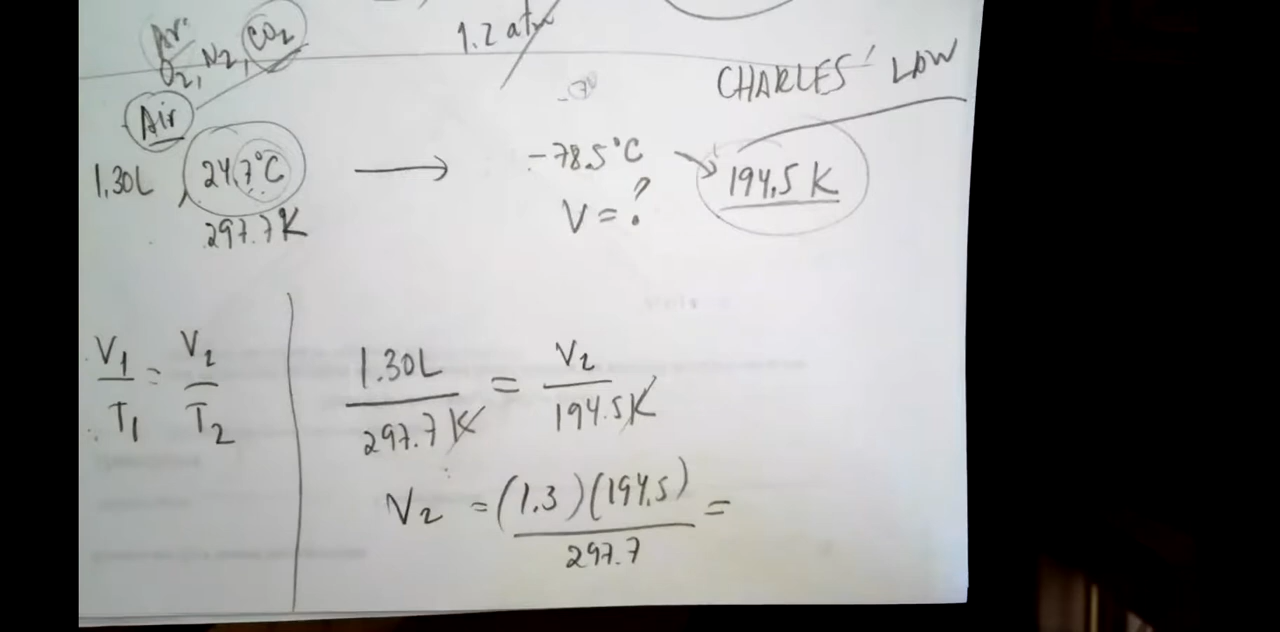 Ar
O2, N2, CO2
1.2 atm
CHARLES' LAW
Air
1.30L , 24.7°C → -78.5°C → 194.5 K
297.7K
V = ?
V1/T1 = V2/T2
1.30L/297.7 K = V2/194.5K
V2 = (1.3)(194.5)/297.7 =